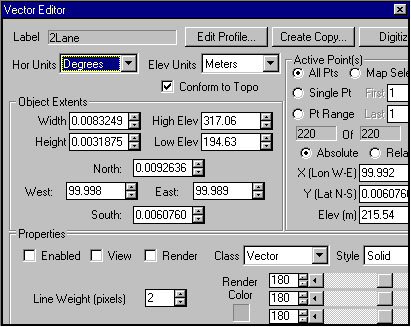 Vector Editor
Label 2Lane Edit Profile... Create Copy...
Hor Units Degrees Elev Units Meters
Conform to Topo
Active Point(s)
All Pts Map
Single Pt First 1
Pt Range Last 1
220 Of 220
Absolute
X (Lon W-E) 99.992
Y (Lat N-S) 0.006076
Elev (m) 215.54
Object Extents
Width 0.0083249 High Elev 317.06
Height 0.0031875 Low Elev 194.63
North: 0.0092636
West: 99.998 East: 99.989
South: 0.0060760
Properties
Enabled View Render Class Vector Style Solid
Line Weight (pixels) 2
Render Color
180
180
180